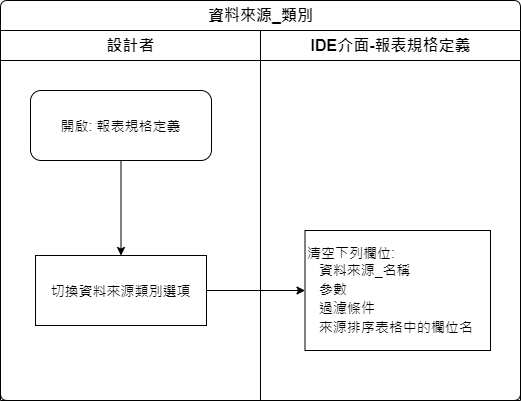 資料來源_類別
設計者
IDE介面-報表規格定義
開啟: 報表規格定義
切換資料來源類別選項
清空下列欄位:
資料來源_名稱
參數
過濾條件
來源排序表格中的欄位名